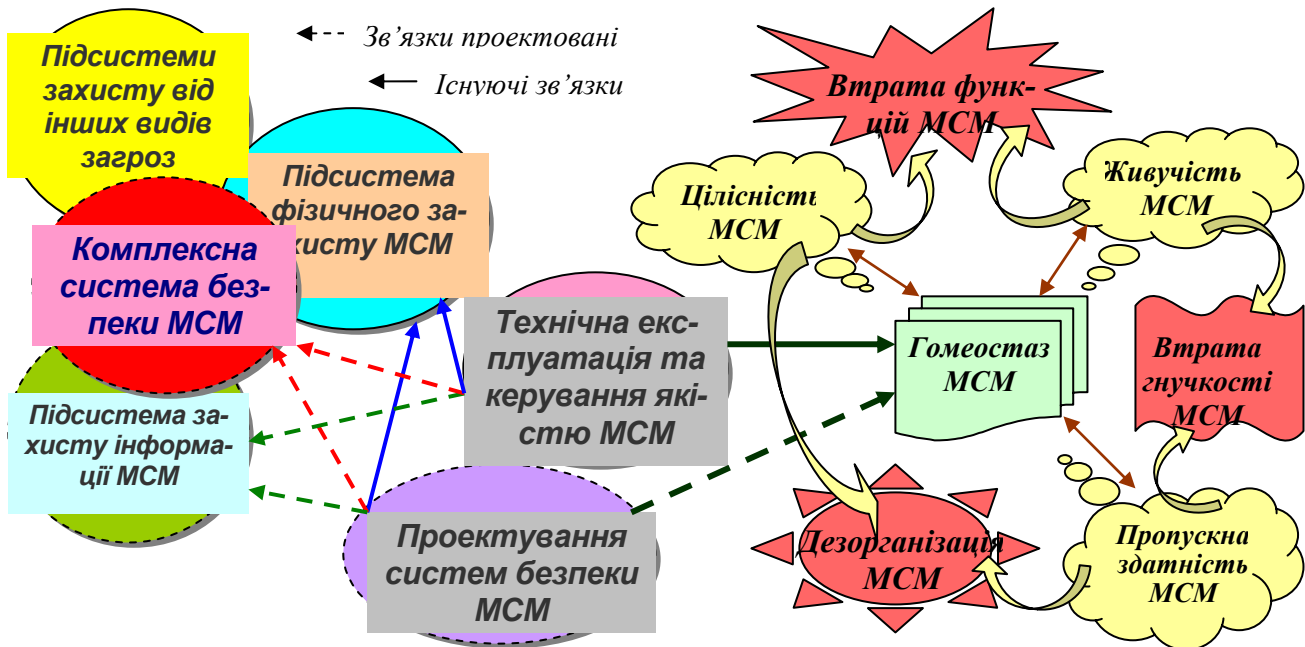 Підсистеми
захисту від
інших видів
загроз
Зв’язки проектовані
Існуючі зв’язки
Підсистема
фізичного за-
хисту МСМ
Комплексна
система без-
пеки МСМ
Підсистема за-
хисту інформа-
ції МСМ
Технічна екс-
плуатація та
керування які-
стю МСМ
Проектування
систем безпеки
МСМ
Втрата функ-
цій МСМ
Цілісність
МСМ
Живучість
МСМ
Гомеостаз
МСМ
Втрата
гнучкості
МСМ
Дезорганізація
МСМ
Пропускна
здатність
МСМ